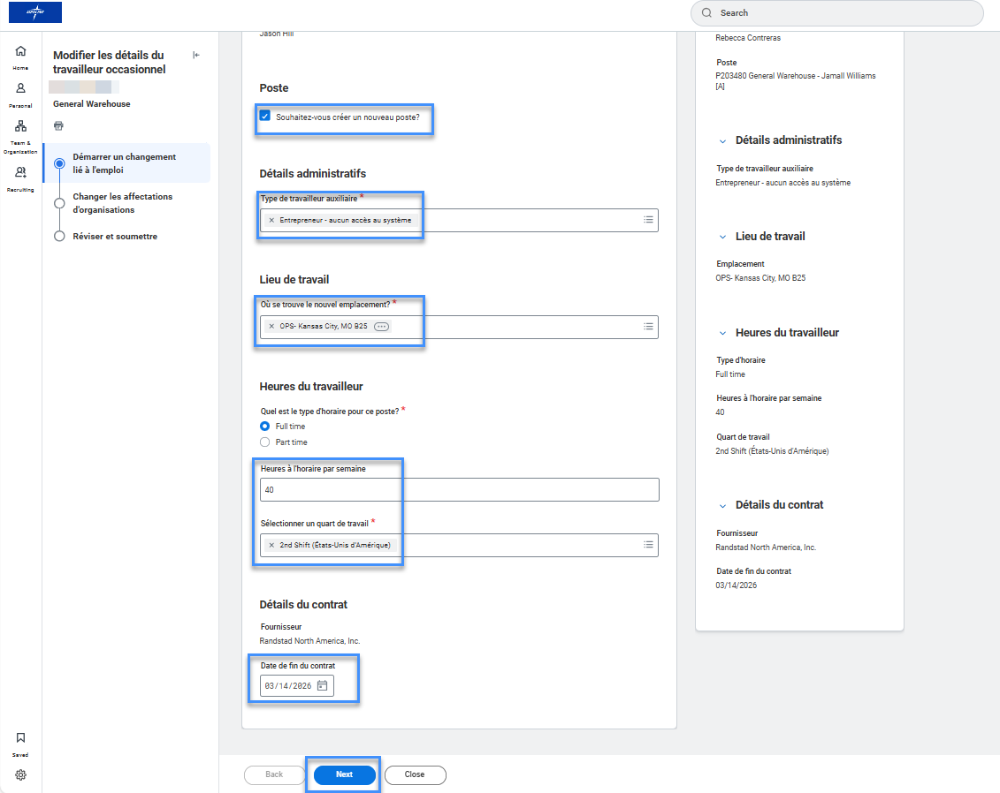 Search
Home
Personal
Team &
Organization
Recruiting
Saved
Modifier les détails du
travailleur occasionnel
General Warehouse
Démarrer un changement
lié à l'emploi
Changer les affectations
d'organisations
Réviser et soumettre
Jason Hill
Poste
Souhaitez-vous créer un nouveau poste?
Détails administratifs
Type de travailleur auxiliaire *
× Entrepreneur - aucun accès au système
Lieu de travail
Où se trouve le nouvel emplacement? *
× OPS- Kansas City, MO B25
Heures du travailleur
Quel est le type d'horaire pour ce poste? *
Full time
Part time
Heures à l'horaire par semaine
40
Sélectionner un quart de travail *
× 2nd Shift (États-Unis d'Amérique)
Détails du contrat
Fournisseur
Randstad North America, Inc.
Date de fin du contrat
03/14/2026
Back
Next
Close
Rebecca Contreras
Poste
P203480 General Warehouse - Jamall Williams
[A]
Détails administratifs
Type de travailleur auxiliaire
Entrepreneur - aucun accès au système
Lieu de travail
Emplacement
OPS- Kansas City, MO B25
Heures du travailleur
Type d'horaire
Full time
Heures à l'horaire par semaine
40
Quart de travail
2nd Shift (États-Unis d'Amérique)
Détails du contrat
Fournisseur
Randstad North America, Inc.
Date de fin du contrat
03/14/2026